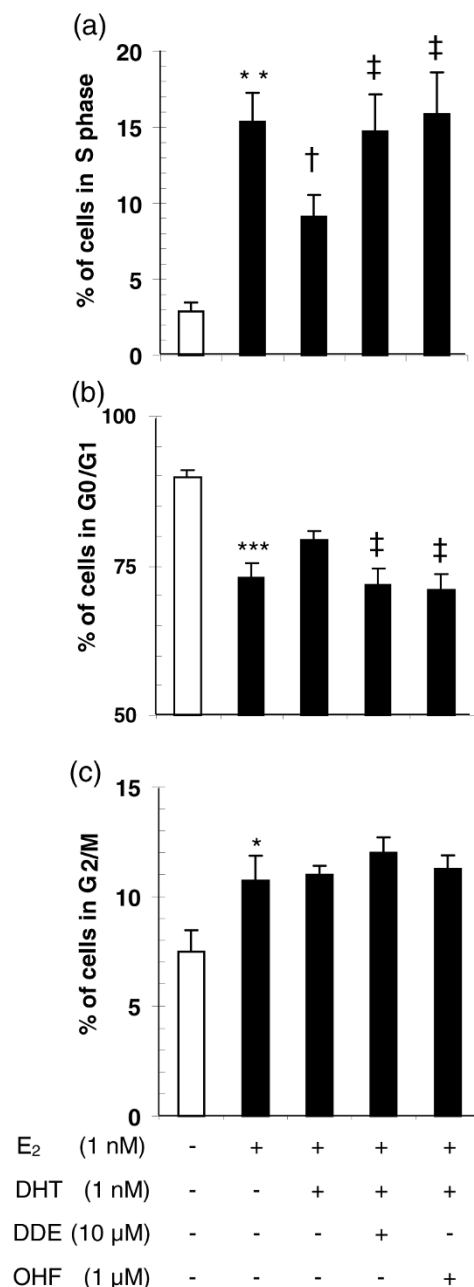 (a)
20
15
10
5
0
% of cells in S phase
** † ‡ ‡
(b)
100
75
50
% of cells in G0/G1
*** ‡ ‡
(c)
15
10
5
0
% of cells in G2/M
*
E₂ (1 nM) - + + + +
DHT (1 nM) - - + + +
DDE (10 µM) - - - + -
OHF (1 µM) - - - - +